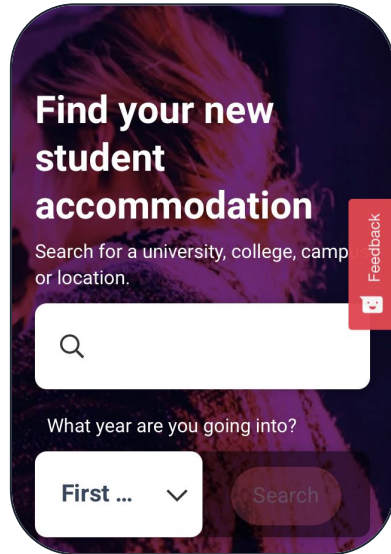 Find your new
student
accommodation
Search for a university, college, campus
or location.
Feedback
What year are you going into?
First ...
Search